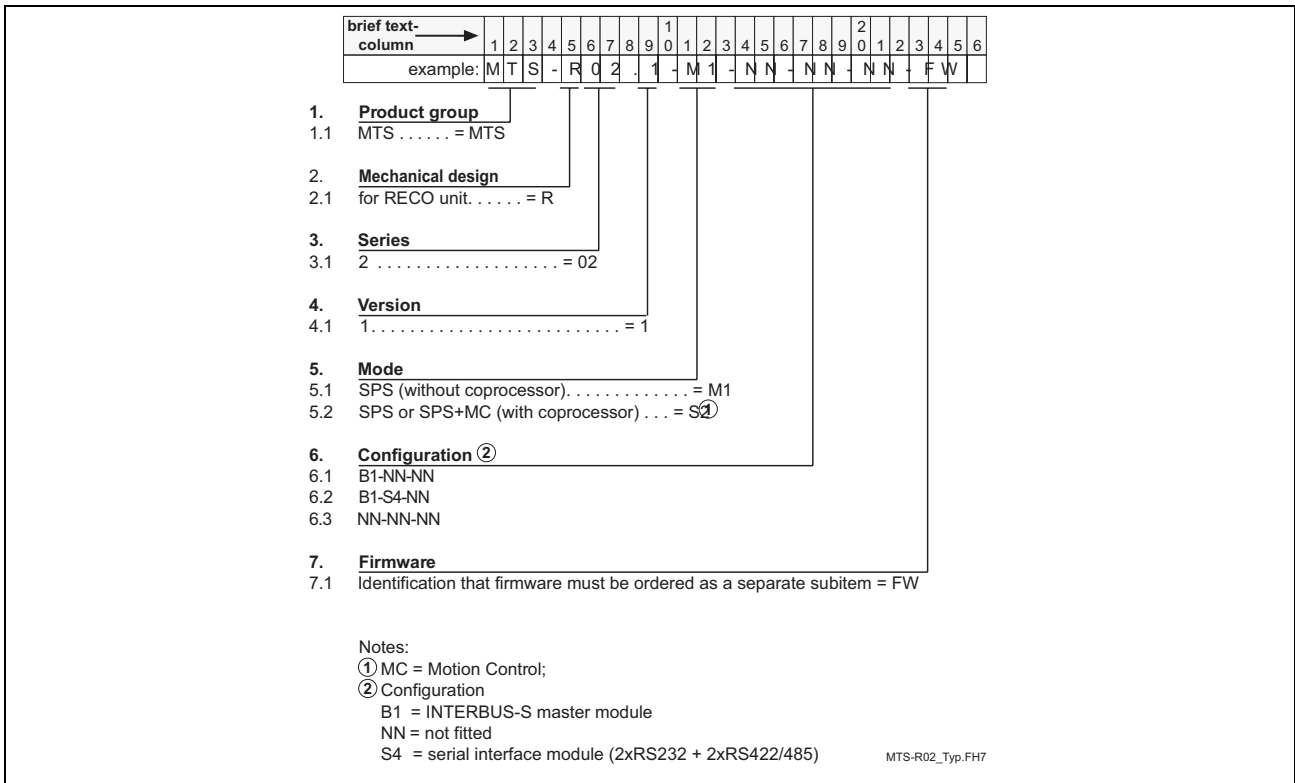 brief text-
column 1 2 3 4 5 6 7 8 9 10 1 2 3 4 5 6 7 8 9 20 1 2 3 4 5 6
example: M T S - R 0 2 . 1 - M 1 - N N - N N - N N - F W
1. Product group
1.1 MTS . . . . . . = MTS
2. Mechanical design
2.1 for RECO unit. . . . . . = R
3. Series
3.1 2 . . . . . . . . . . . . . . . . . . . = 02
4. Version
4.1 1. . . . . . . . . . . . . . . . . . . . . . . . . . = 1
5. Mode
5.1 SPS (without coprocessor). . . . . . . . . . . . . = M1
5.2 SPS or SPS+MC (with coprocessor) . . . = S2 ①
6. Configuration ②
6.1 B1-NN-NN
6.2 B1-S4-NN
6.3 NN-NN-NN
7. Firmware
7.1 Identification that firmware must be ordered as a separate subitem = FW
Notes:
① MC = Motion Control;
② Configuration
B1 = INTERBUS-S master module
NN = not fitted
S4 = serial interface module (2xRS232 + 2xRS422/485)
MTS-R02_Typ.FH7